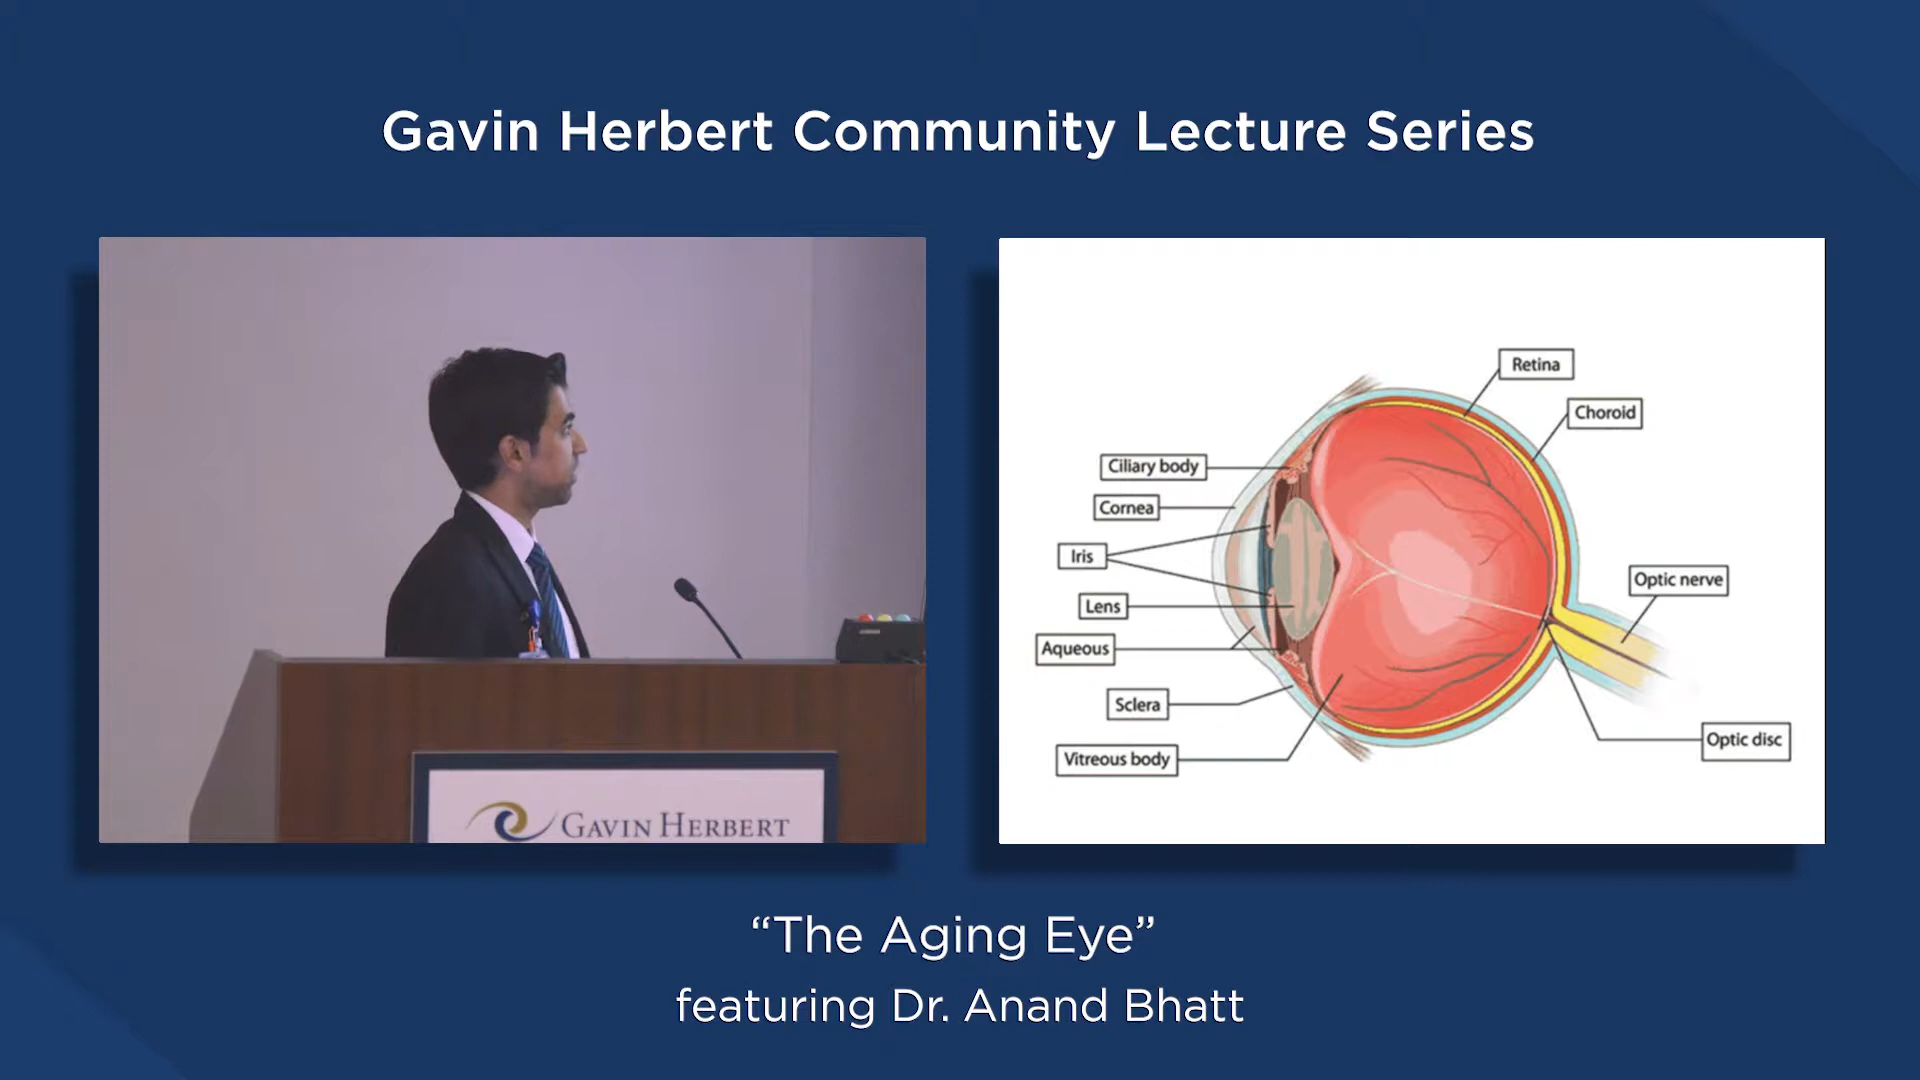 Gavin Herbert Community Lecture Series
GAVIN HERBERT
Retina
Choroid
Ciliary body
Cornea
Iris
Lens
Aqueous
Sclera
Vitreous body
Optic nerve
Optic disc
“The Aging Eye”
featuring Dr. Anand Bhatt